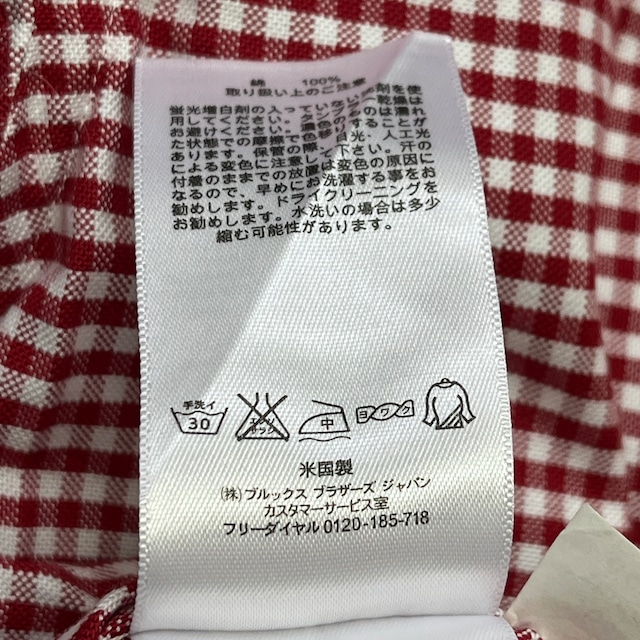 綿 100%
取り扱い上のご注意
蛍光増白剤の入っていない洗剤を使
用してください。タンブラー乾燥は
お避けください。濃色のものは濡れ
た状態での摩擦で色移りすることが
あります。保管の際、日光・人工光
による変色に注意して下さい。汗の
付着のままでの放置は変色の原因に
なるので、早めにお洗濯する事をお
勧めします。ドライクリーニングを
お勧めします。水洗いの場合は多少
縮む可能性があります。
手洗イ
30
エンソ
サラシ
中
ヨワク
米国製
(株)ブルックス ブラザーズ ジャパン
カスタマーサービス室
フリーダイヤル 0120-185-718